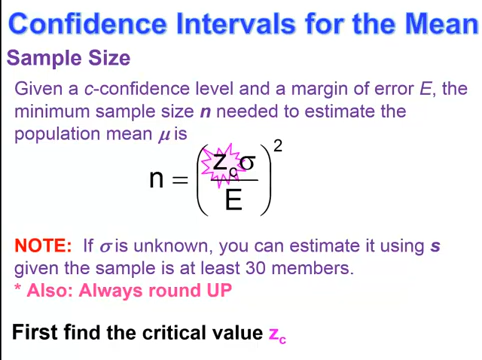 Confidence Intervals for the Mean
Sample Size
Given a c-confidence level and a margin of error E, the
minimum sample size n needed to estimate the
population mean μ is
n = (z_c σ / E)^2
NOTE: If σ is unknown, you can estimate it using s
given the sample is at least 30 members.
* Also: Always round UP
First find the critical value z_c